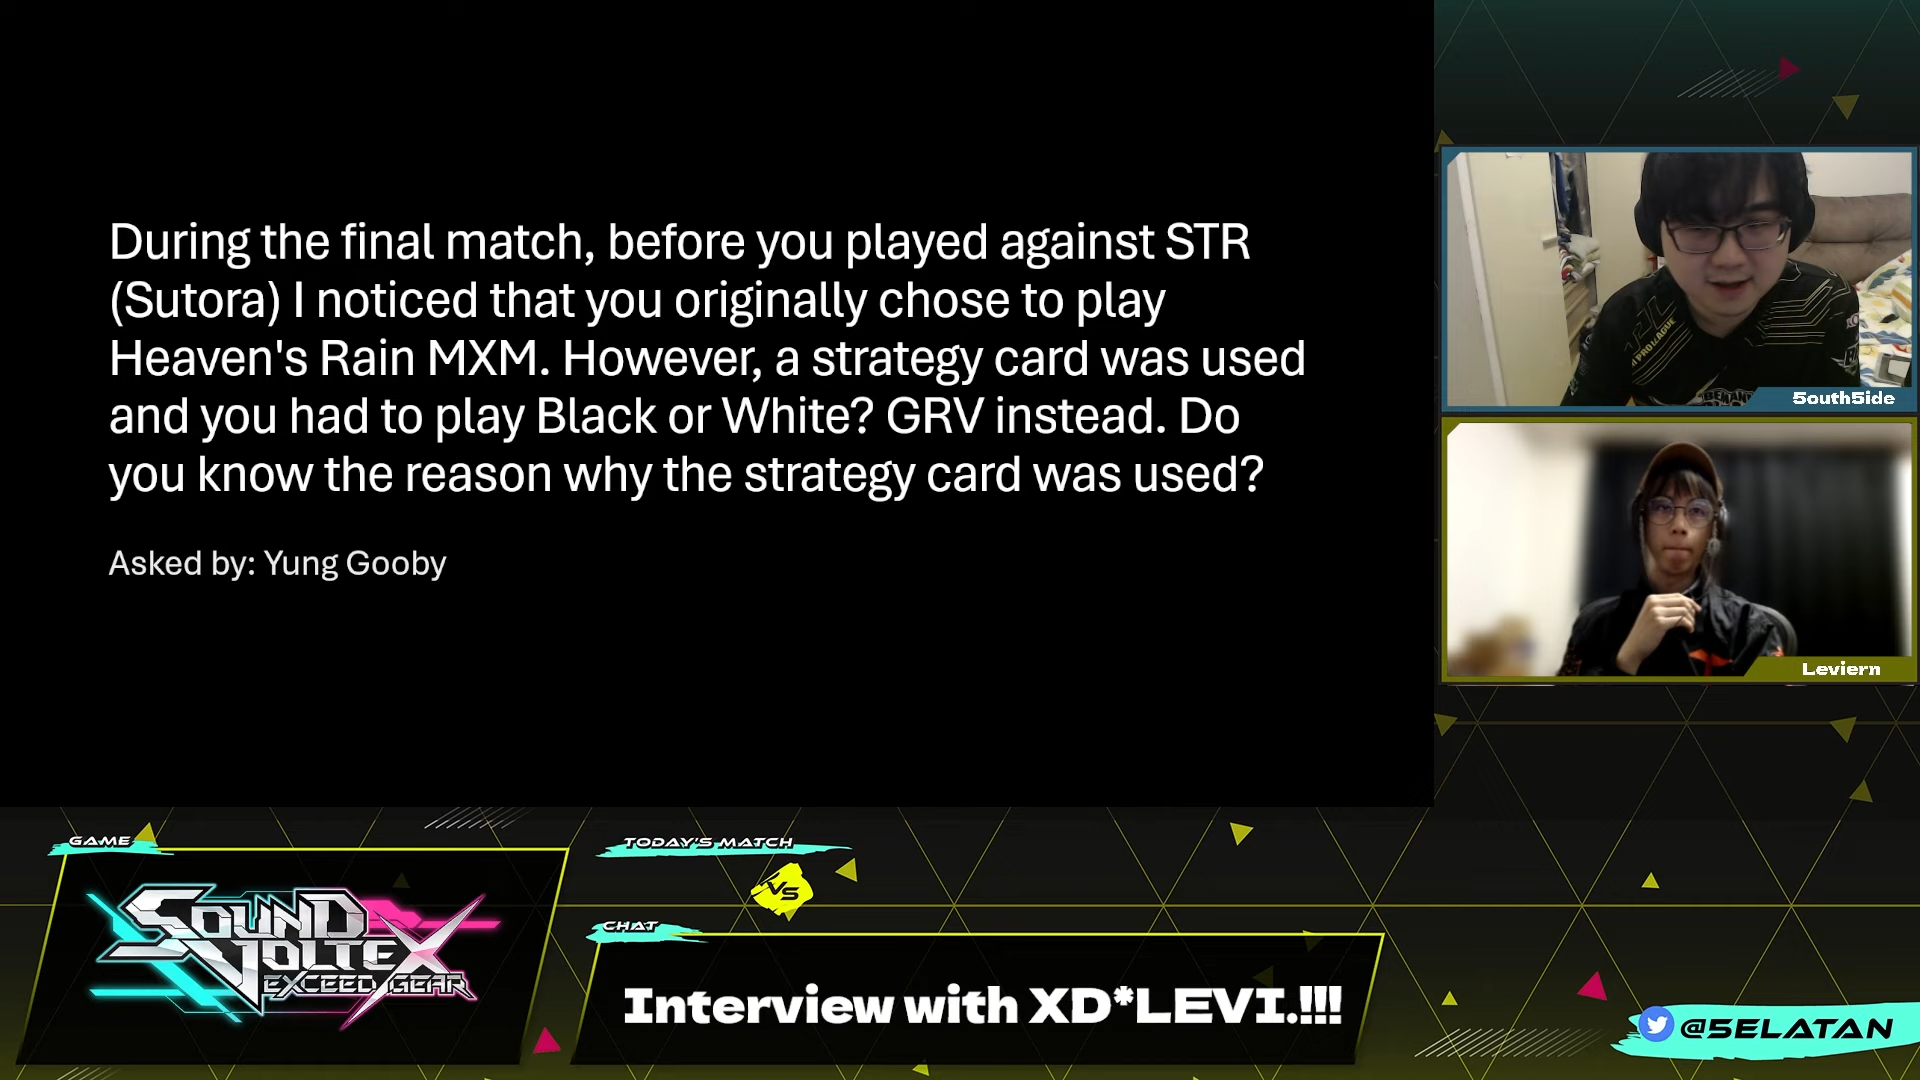 During the final match, before you played against STR
(Sutora) I noticed that you originally chose to play
Heaven's Rain MXM. However, a strategy card was used
and you had to play Black or White? GRV instead. Do
you know the reason why the strategy card was used?
Asked by: Yung Gooby
5outh5ide
Leviern
GAME
SOUND
VOLTEX
EXCEED GEAR
TODAY'S MATCH
VS
CHAT
Interview with XD*LEVI.!!!
@5ELATAN